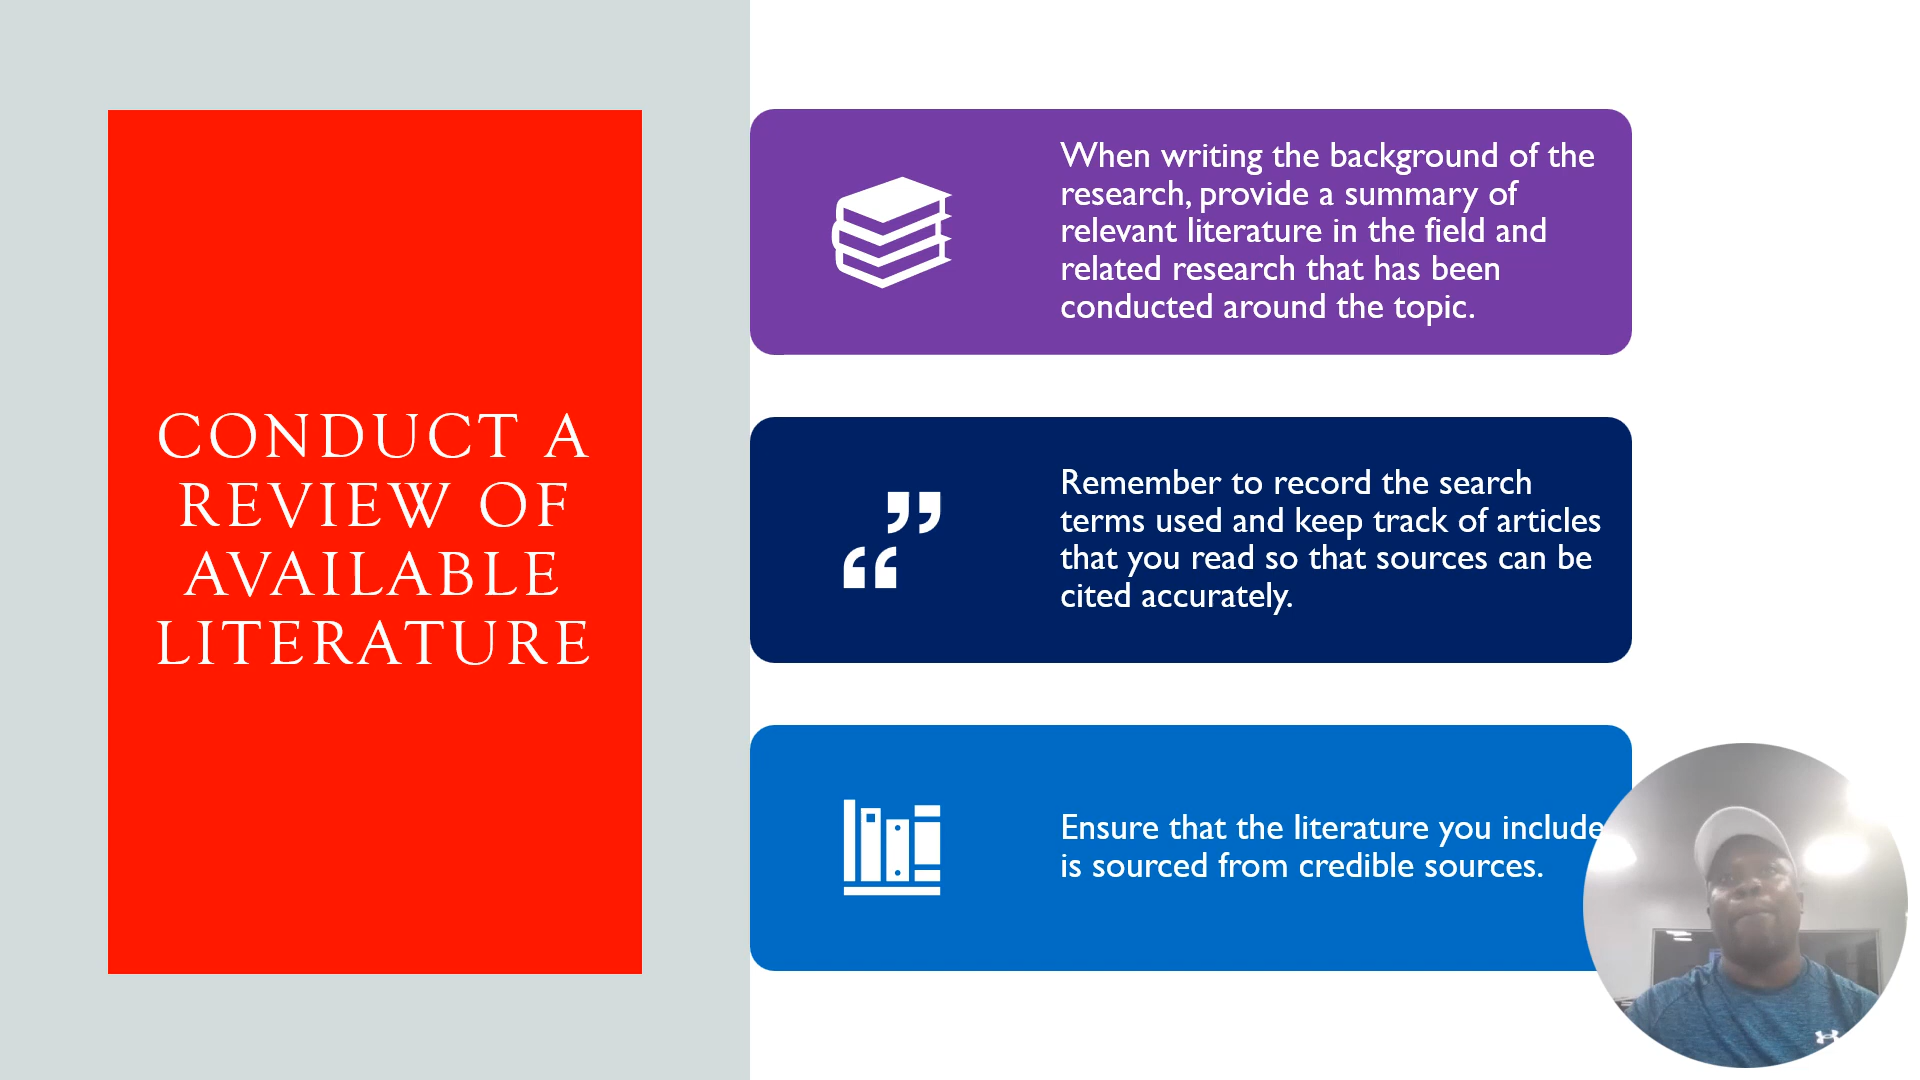 CONDUCT A
REVIEW OF
AVAILABLE
LITERATURE
When writing the background of the
research, provide a summary of
relevant literature in the field and
related research that has been
conducted around the topic.
Remember to record the search
terms used and keep track of articles
that you read so that sources can be
cited accurately.
Ensure that the literature you include
is sourced from credible sources.